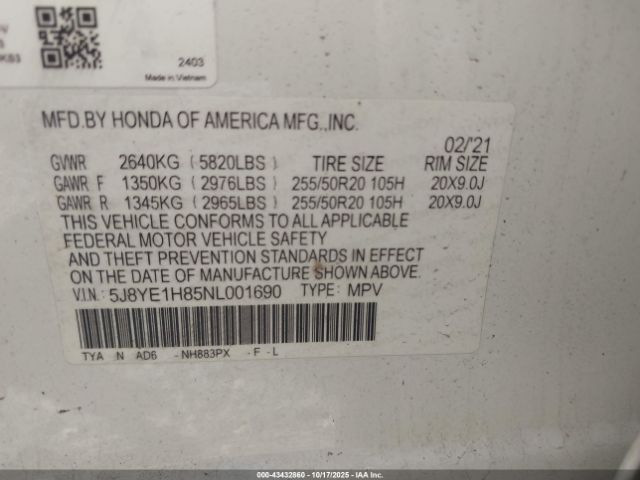 2403
Made in Vietnam
MFD.BY HONDA OF AMERICA MFG.,INC.
02/'21
GVWR 2640KG (5820LBS) TIRE SIZE RIM SIZE
GAWR F 1350KG (2976LBS) 255/50R20 105H 20X9.0J
GAWR R 1345KG (2965LBS) 255/50R20 105H 20X9.0J
THIS VEHICLE CONFORMS TO ALL APPLICABLE
FEDERAL MOTOR VEHICLE SAFETY
AND THEFT PREVENTION STANDARDS IN EFFECT
ON THE DATE OF MANUFACTURE SHOWN ABOVE.
V.I.N.: 5J8YE1H85NL001690 TYPE: MPV
TYA N AD6 -NH883PX -F -L
000-43432860 - 10/17/2025 - IAAI.COM